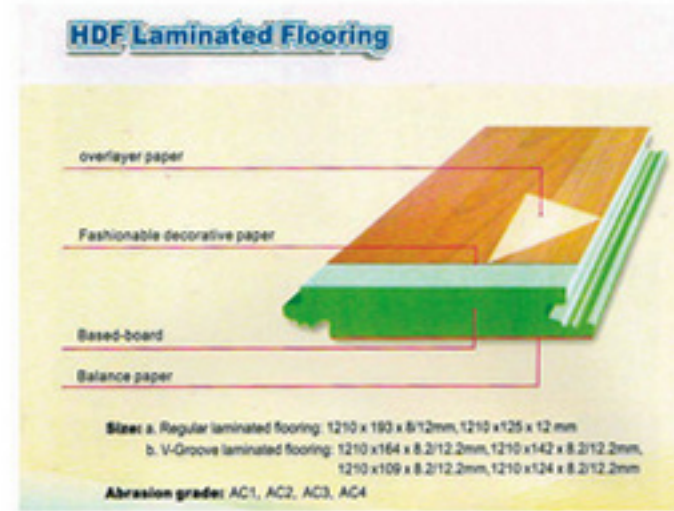 HDF Laminated Flooring
overlayer paper
Fashionable decorative paper
Based-board
Balance paper
Size: a. Regular laminated flooring: 1210 x 193 x 8/12mm, 1210 x125 x 12 mm
b. V-Groove laminated flooring: 1210 x164 x 8.2/12.2mm, 1210 x142 x 8.2/12.2mm,
1210 x109 x 8.2/12.2mm, 1210 x124 x 8.2/12.2mm
Abrasion grade: AC1, AC2, AC3, AC4